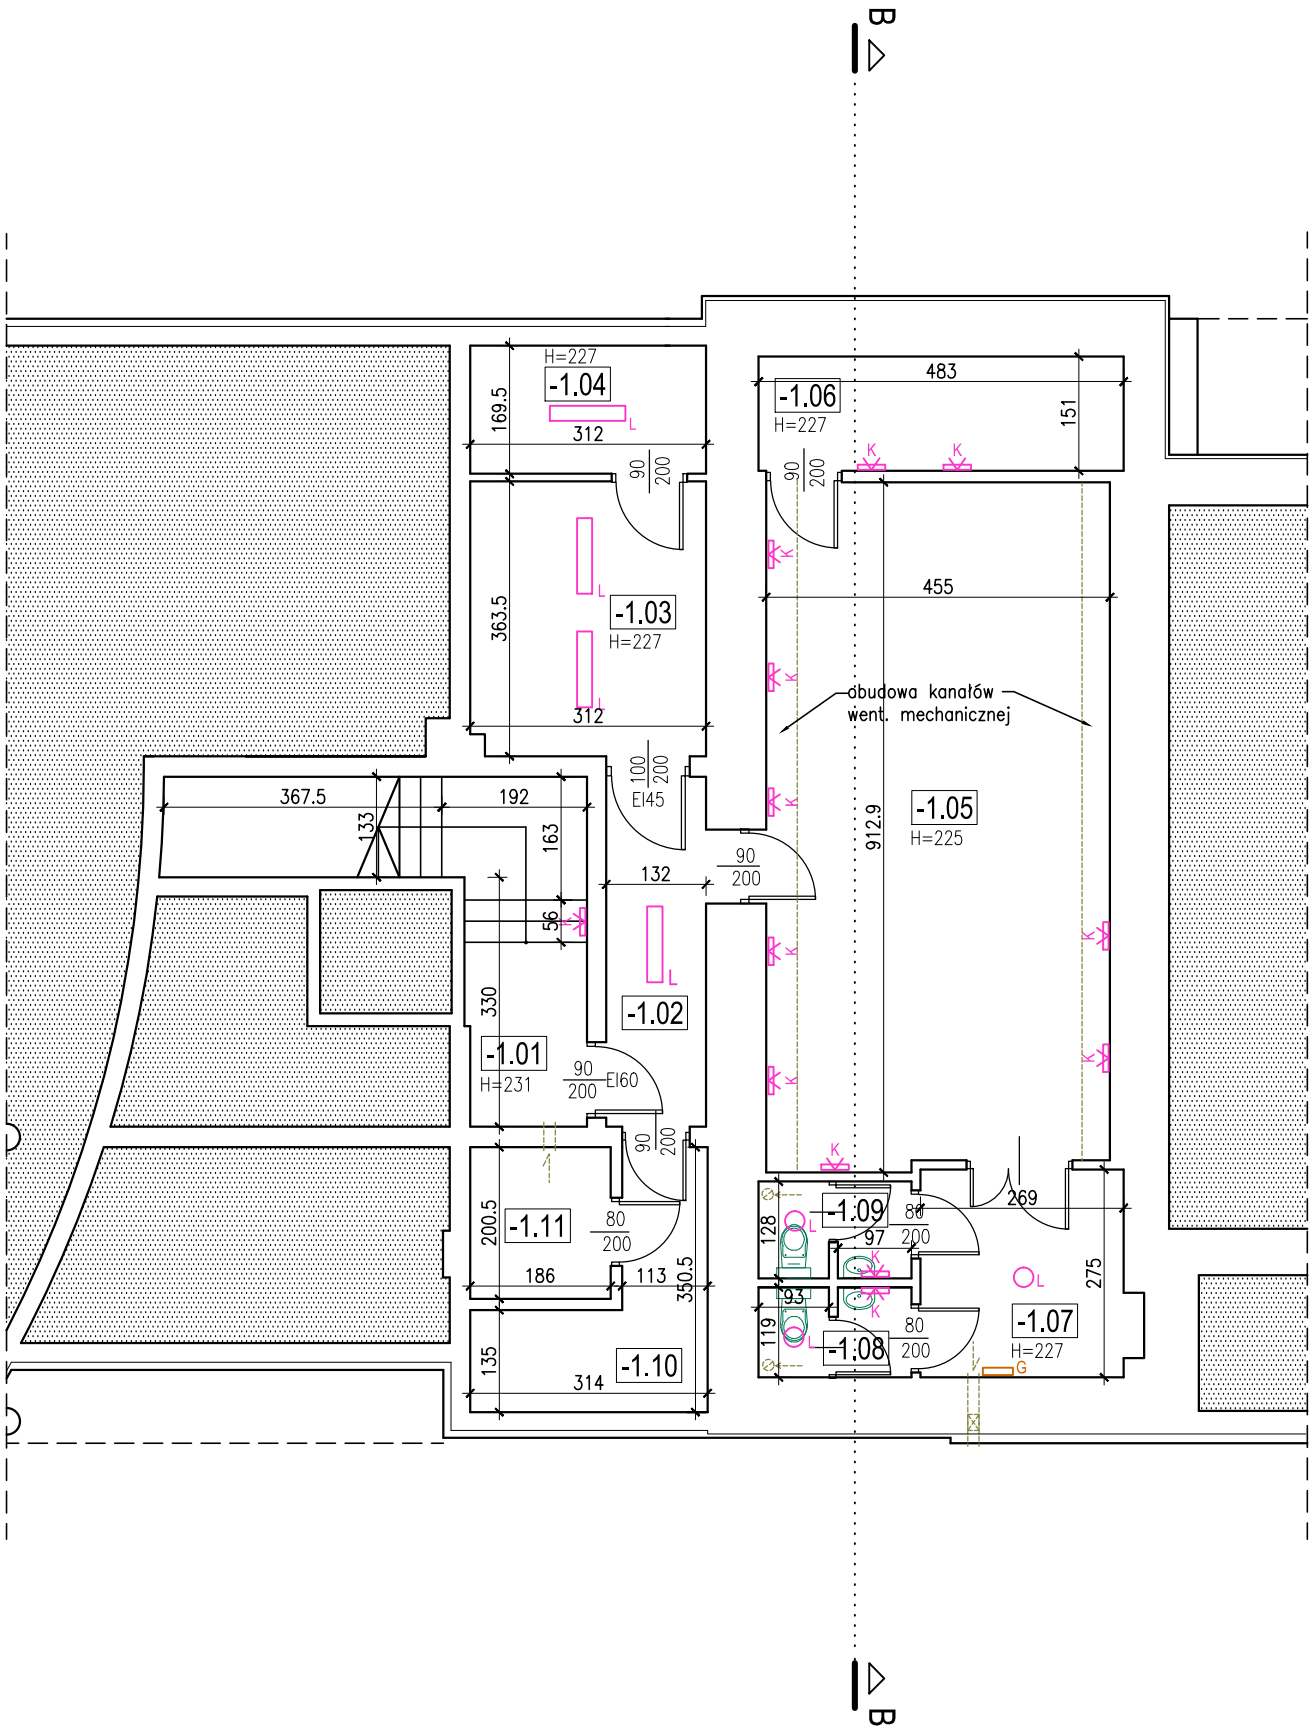 B
H=227
-1.04
169.5
L
312
90
200
483
-1.06
H=227
151
K
K
90
200
363.5
L
-1.03
H=227
L
312
K
455
K
obudowa kanałów
went. mechanicznej
100
200
EI45
367.5
192
133
163
K
-1.05
H=225
912.9
90
200
132
56
K
L
K
K
330
-1.02
-1.01
H=231
90
200
EI60
K
K
90
200
K
-1.11
200.5
80
200
186
113
350.5
-1.09
128
L
80
200
269
97
K
275
L
93
K
119
L
-1.08
80
200
-1.07
H=227
G
135
-1.10
314
B